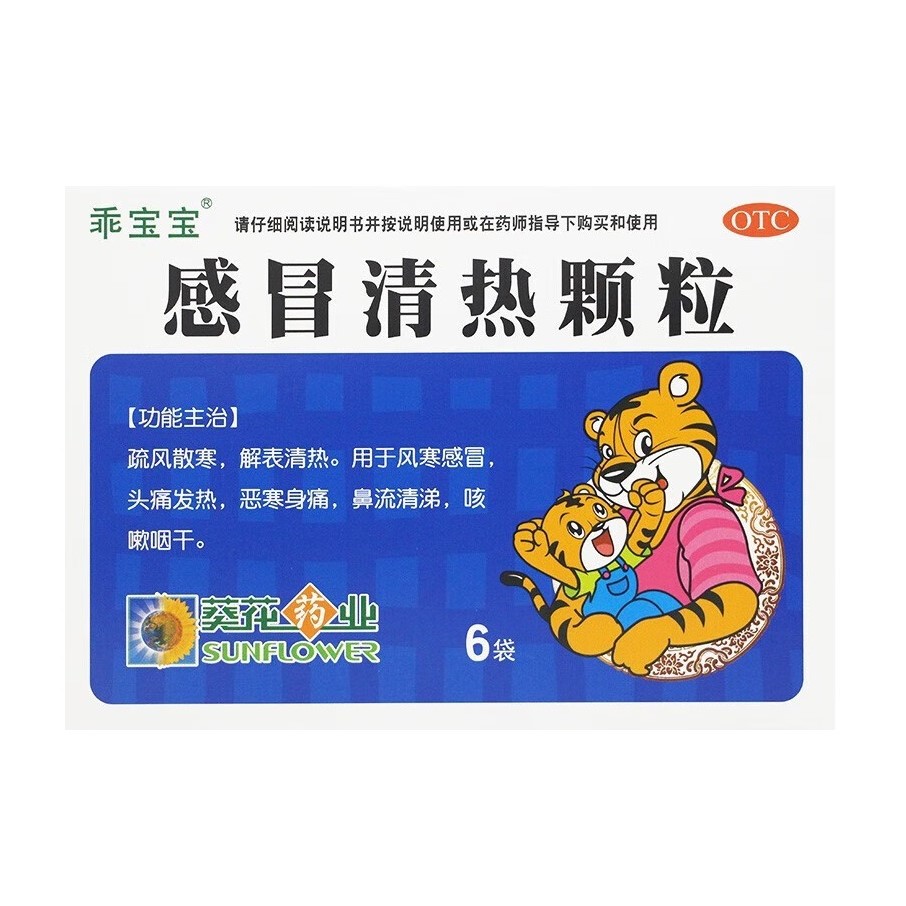 乖宝宝®
请仔细阅读说明书并按说明使用或在药师指导下购买和使用
OTC
感冒清热颗粒
【功能主治】
疏风散寒，解表清热。用于风寒感冒，
头痛发热，恶寒身痛，鼻流清涕，咳
嗽咽干。
葵花药业
SUNFLOWER
6袋